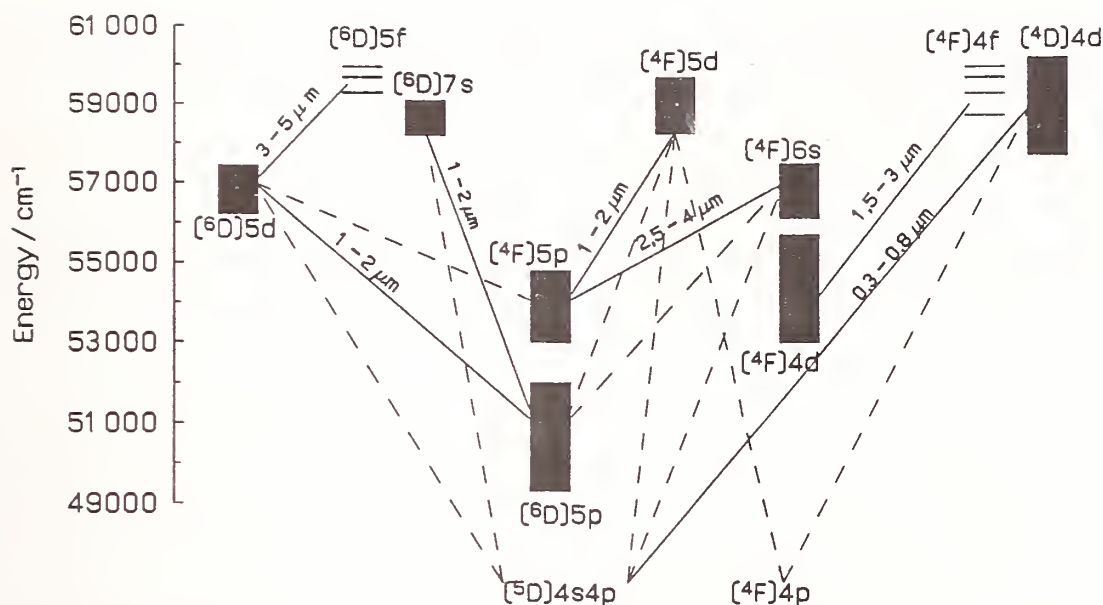 61 000
59000
57000
55000
53000
51000
49000
Energy / cm⁻¹
(⁶D)5f
(⁶D)7s
(⁴F)5d
(⁴F)4f
(⁴D)4d
3 – 5 μm
(⁶D)5d
1 – 2 μm
1 – 2 μm
(⁴F)5p
1 – 2 μm
2,5 – 4 μm
(⁴F)6s
1,5 – 3 μm
0,3 – 0,8 μm
(⁴F)4d
(⁶D)5p
(⁵D)4s4p
(⁴F)4p